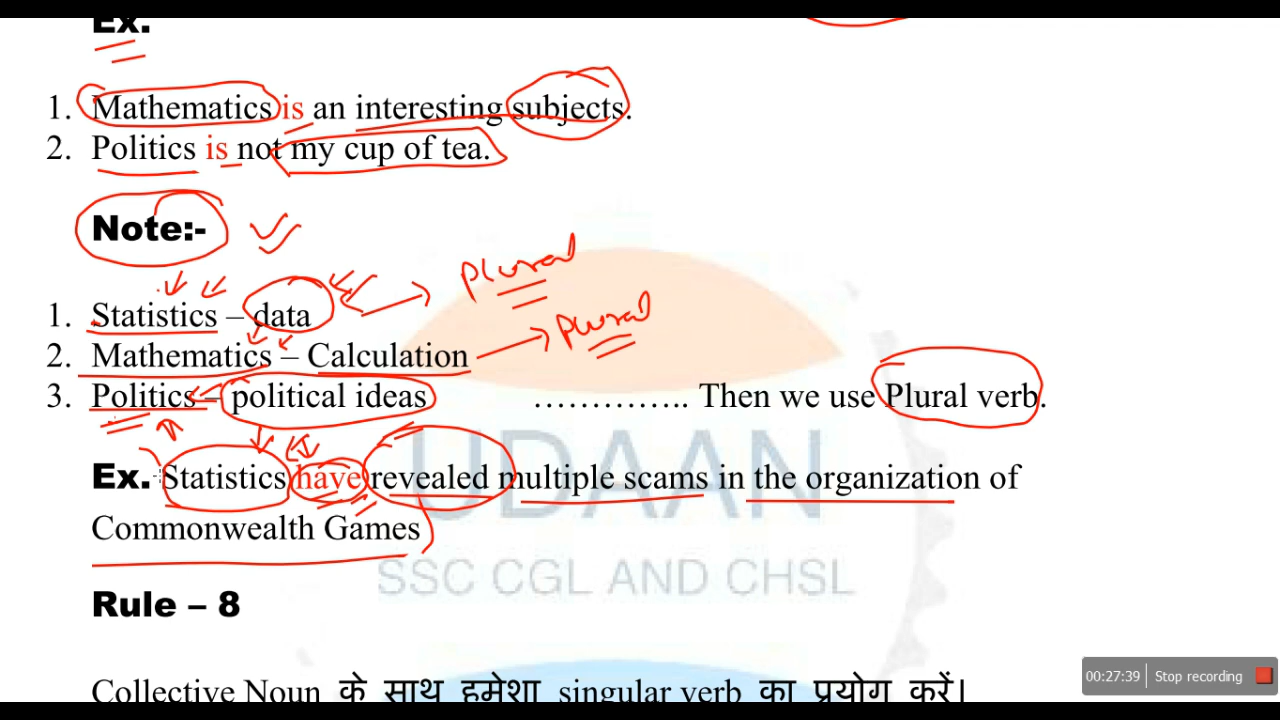 Ex.
1. Mathematics is an interesting subjects.
2. Politics is not my cup of tea.
Note:-
plural
1. Statistics – data
plural
2. Mathematics – Calculation
3. Politics – political ideas ………….. Then we use Plural verb.
Ex. Statistics have revealed multiple scams in the organization of
Commonwealth Games
UDAAN
SSC CGL AND CHSL
Rule – 8
Collective Noun के साथ हमेशा singular verb का प्रयोग करें।
00:27:39 Stop recording